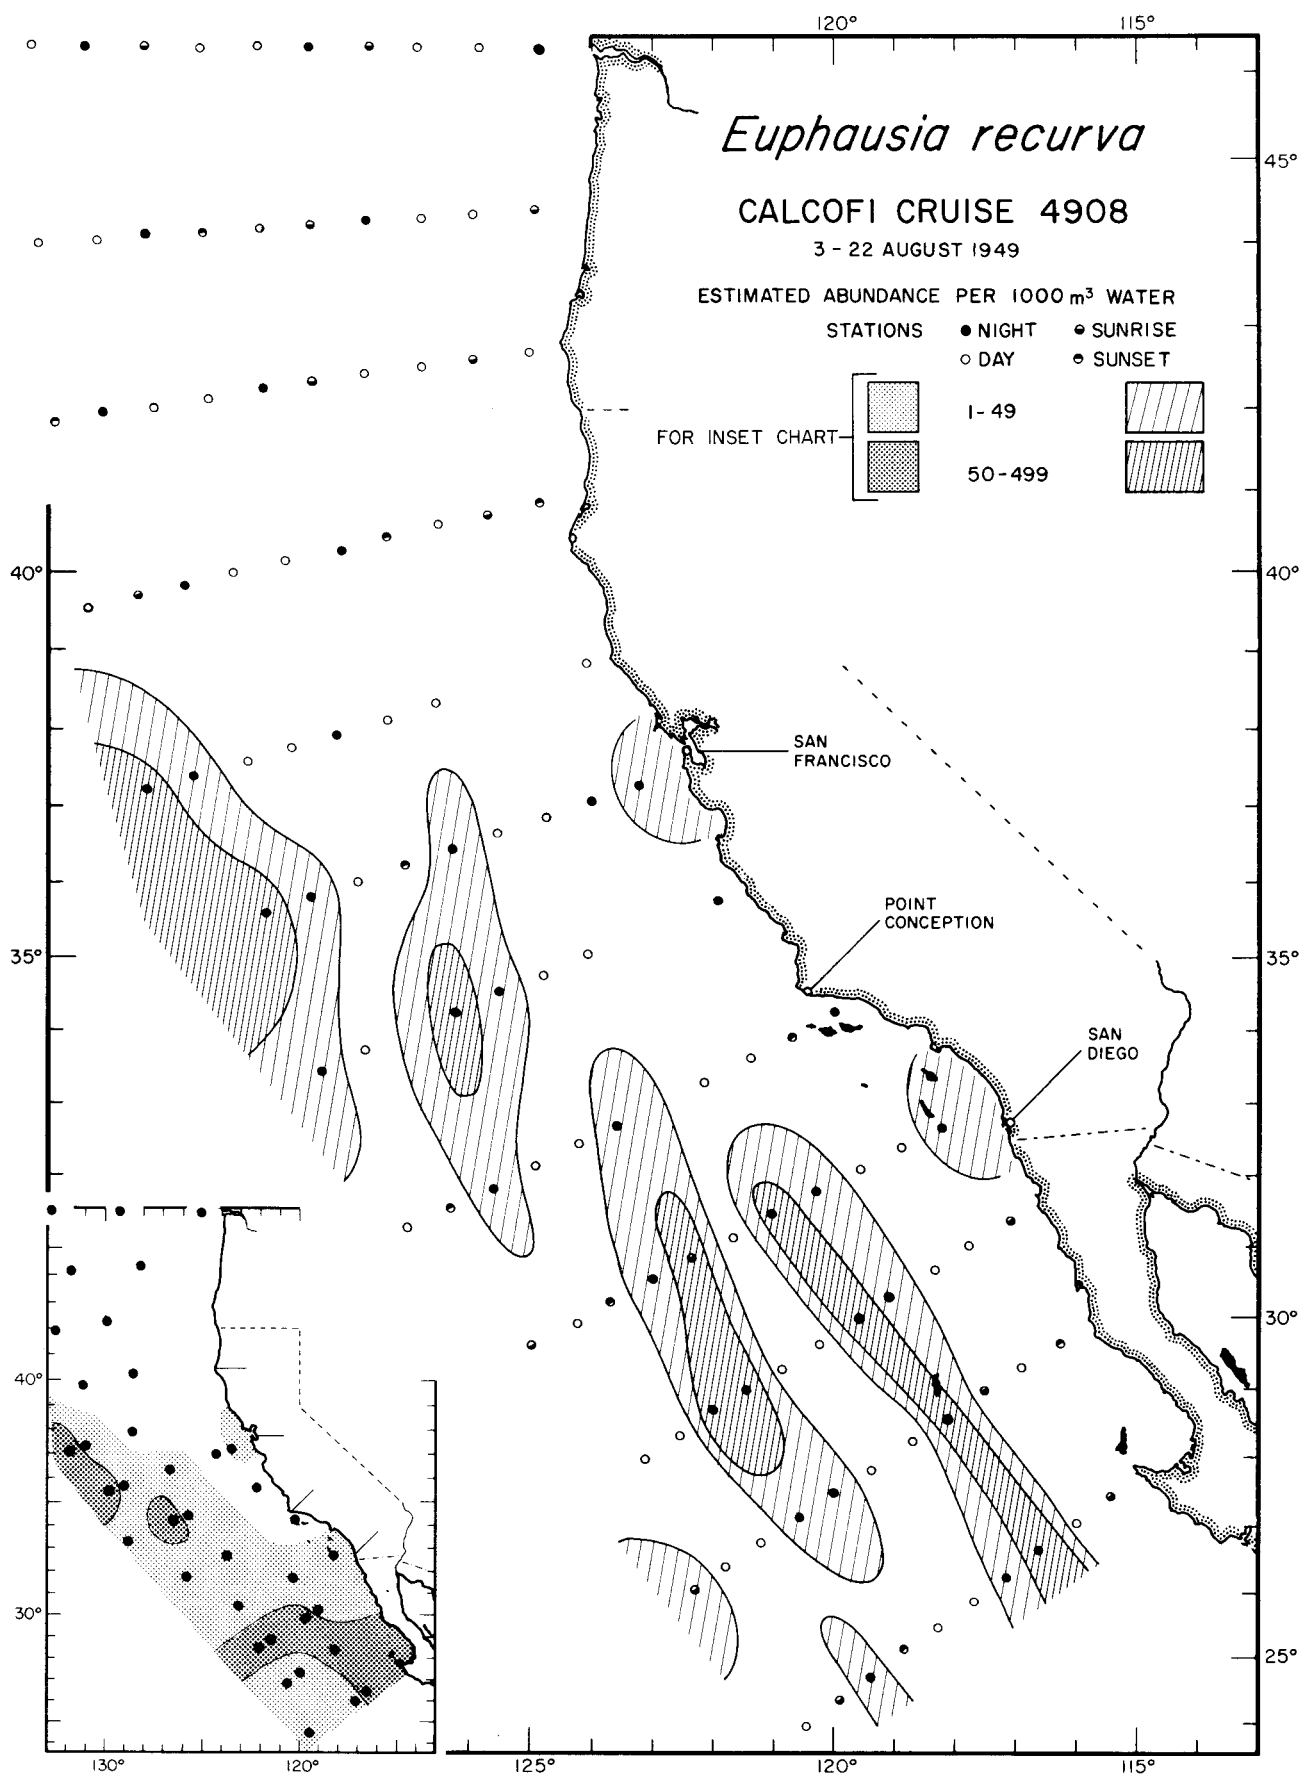 120° 115°
Euphausia recurva
45°
CALCOFI CRUISE 4908
3-22 AUGUST 1949
ESTIMATED ABUNDANCE PER 1000 m³ WATER
STATIONS ● NIGHT SUNRISE
○ DAY SUNSET
1-49
FOR INSET CHART
50-499
40° 40°
SAN
FRANCISCO
POINT
CONCEPTION
35° 35°
SAN
DIEGO
30°
40°
30°
25°
130° 120° 125° 120° 115°